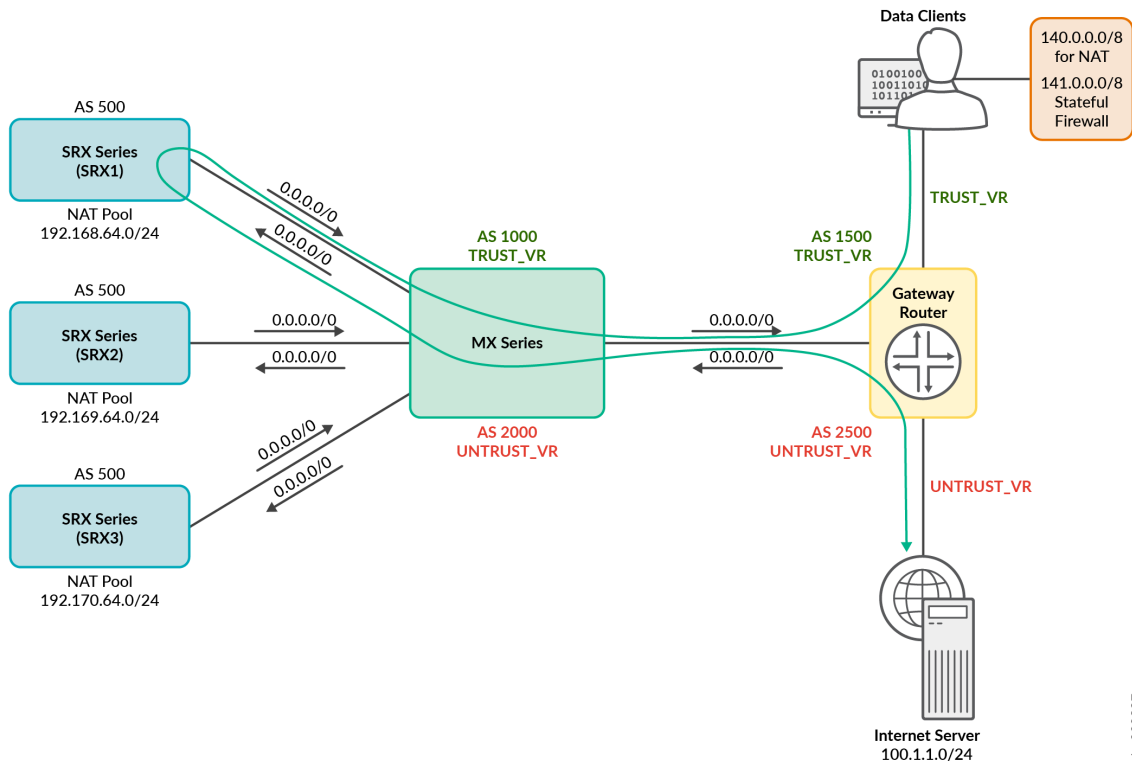 Data Clients
0100100
10011010
10110
140.0.0.0/8
for NAT
141.0.0.0/8
Stateful
Firewall
AS 500
SRX Series
(SRX1)
NAT Pool
192.168.64.0/24
0.0.0.0/0
0.0.0.0/0
TRUST_VR
AS 1000
TRUST_VR
AS 1500
TRUST_VR
AS 500
SRX Series
(SRX2)
NAT Pool
192.169.64.0/24
0.0.0.0/0
0.0.0.0/0
MX Series
0.0.0.0/0
0.0.0.0/0
Gateway
Router
AS 2000
UNTRUST_VR
AS 2500
UNTRUST_VR
UNTRUST_VR
AS 500
SRX Series
(SRX3)
NAT Pool
192.170.64.0/24
0.0.0.0/0
0.0.0.0/0
Internet Server
100.1.1.0/24